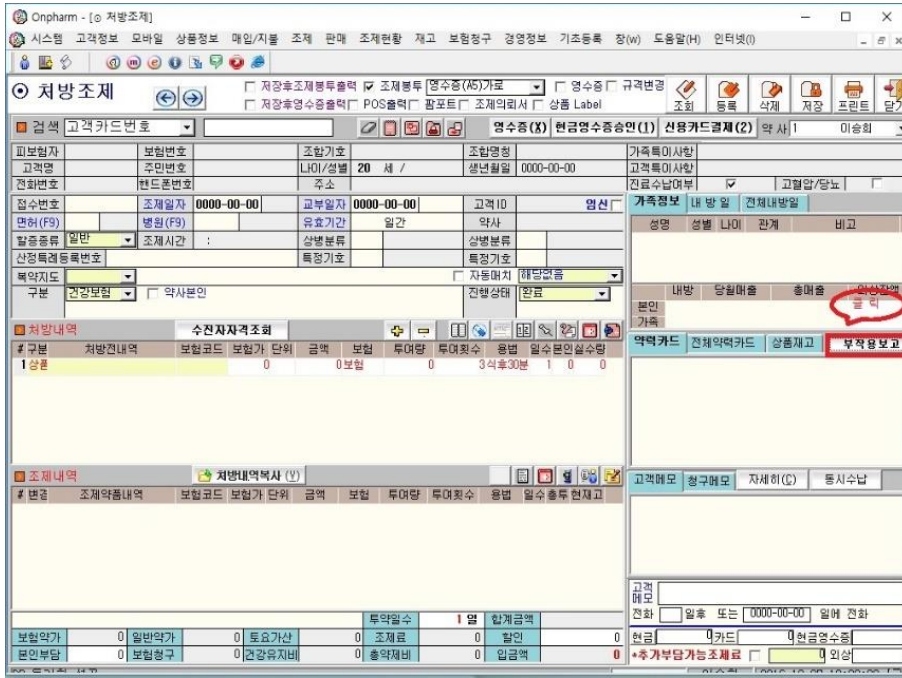 Onpharm - [⊙ 처방조제]
시스템 고객정보 모바일 상품정보 매입/지불 조제 판매 조제현황 재고 보험청구 경영정보 기초등록 창(w) 도움말(H) 인터넷(I)
⊙ 처방조제
저장후조제봉투출력 조제봉투 영수증(A5)가로 영수증 규격변경
저장후영수증출력 POS출력 팜포트 조제의뢰서 상품 Label
조회 등록 삭제 저장 프린트 닫기
검색 고객카드번호 영수증(X) 현금영수증승인(1) 신용카드결제(2) 약 사 1 이승희
피보험자 보험번호 조합기호 조합명칭 가족특이사항
고객명 주민번호 나이/성별 20 세 / 생년월일 0000-00-00 고객특이사항
전화번호 핸드폰번호 주소 진료수납여부 고혈압/당뇨
접수번호 조제일자 0000-00-00 교부일자 0000-00-00 고객ID 임신 가족정보 내 방 일 전체내방일
면허(F9) 병원(F9) 유효기간 일간 약사 성명 성별 나이 관계 비고
할증종류 일반 조제시간 : 상병분류 상병분류
산정특례등록번호 특정기호 특정기호
복약지도 자동매치 해당없음
구분 건강보험 약사본인 진행상태 완료
내방 당월매출 총매출 외상잔액
본인 클 릭
가족
처방내역 수진자자격조회 약력카드 전체약력카드 상품재고 부작용보고
# 구분 처방전내역 보험코드 보험가 단위 금액 보험 투여량 투여횟수 용법 일수 본인 실수량
1 상품 0 0 보험 0 3 식후30분 1 0 0
조제내역 처방내역복사 (Y) 고객메모 청구메모 자세히(C) 동시수납
# 변경 조제약품내역 보험코드 보험가 단위 금액 보험 투여량 투여횟수 용법 일수 총투 현재고
고객메모
투약일수 1 일 합계금액 전화 일후 또는 0000-00-00 일에 전화
보험약가 0 일반약가 0 토요가산 0 조제료 0 할인 0 현금 0 카드 0 현금영수증
본인부담 0 보험청구 0 건강유지비 0 총약제비 0 입금액 0 *추가부담가능조제료 0 외상